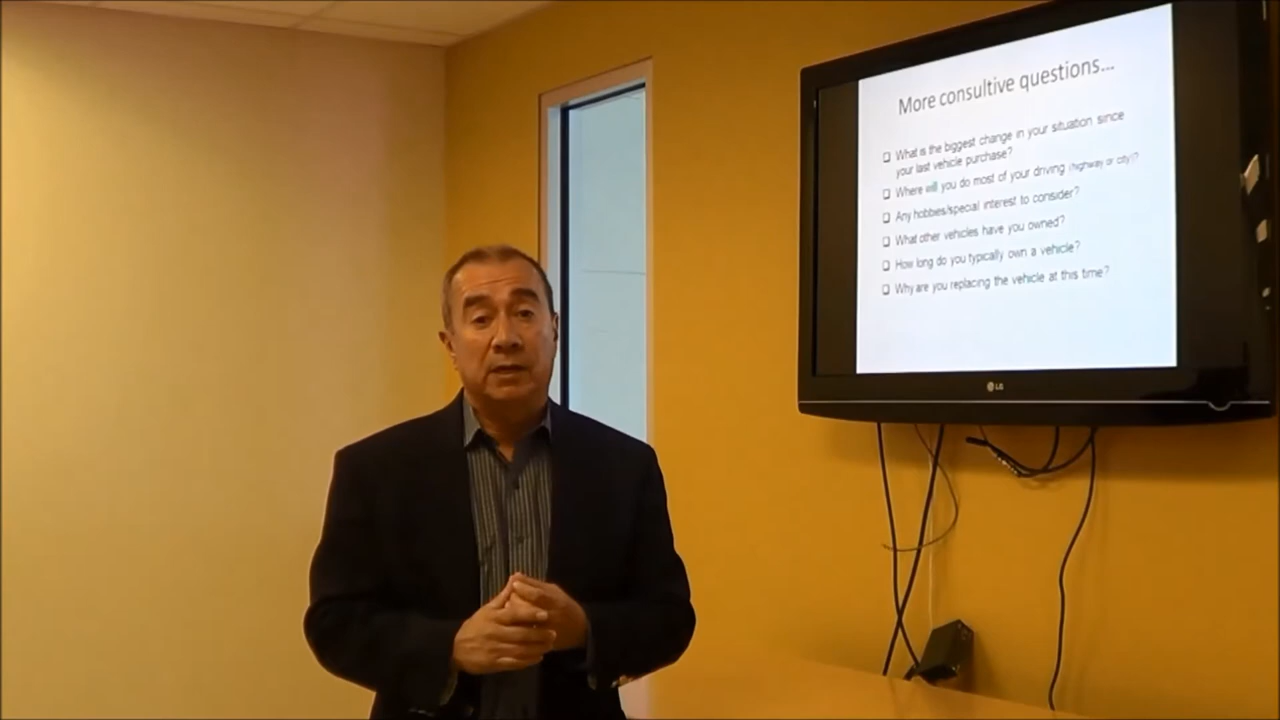 More consultive questions...
❑ What is the biggest change in your situation since
your last vehicle purchase?
❑ Where will you do most of your driving (highway or city)?
❑ Any hobbies/special interest to consider?
❑ What other vehicles have you owned?
❑ How long do you typically own a vehicle?
❑ Why are you replacing the vehicle at this time?
LG